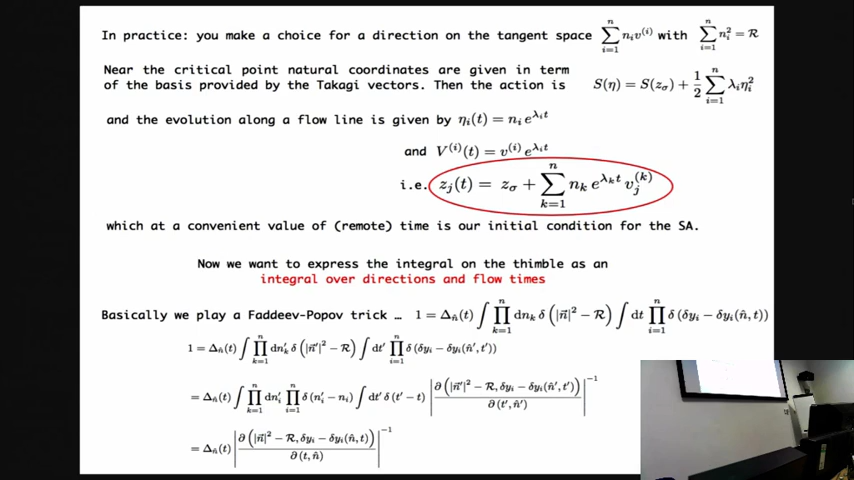 In practice: you make a choice for a direction on the tangent space $\sum_{i=1}^{n} n_i v^{(i)}$ with $\sum_{i=1}^{n} n_i^2 = \mathcal{R}$
Near the critical point natural coordinates are given in term
of the basis provided by the Takagi vectors. Then the action is $S(\eta) = S(z_\sigma) + \frac{1}{2} \sum_{i=1}^{n} \lambda_i \eta_i^2$
and the evolution along a flow line is given by $\eta_i(t) = n_i \, e^{\lambda_i t}$
and $V^{(i)}(t) = v^{(i)} e^{\lambda_i t}$
i.e. $z_j(t) = z_\sigma + \sum_{k=1}^{n} n_k \, e^{\lambda_k t} \, v_j^{(k)}$
which at a convenient value of (remote) time is our initial condition for the SA.
Now we want to express the integral on the thimble as an
integral over directions and flow times
Basically we play a Faddeev-Popov trick … $1 = \Delta_{\hat{n}}(t) \int \prod_{k=1}^{n} \mathrm{d}n_k \, \delta\left(|\vec{n}|^2 - \mathcal{R}\right) \int \mathrm{d}t \prod_{i=1}^{n} \delta\left(\delta y_i - \delta y_i(\hat{n}, t)\right)$
$1 = \Delta_{\hat{n}}(t) \int \prod_{k=1}^{n} \mathrm{d}n'_k \, \delta\left(|\vec{n}'|^2 - \mathcal{R}\right) \int \mathrm{d}t' \prod_{i=1}^{n} \delta\left(\delta y_i - \delta y_i(\hat{n}', t')\right)$
$= \Delta_{\hat{n}}(t) \int \prod_{k=1}^{n} \mathrm{d}n'_k \prod_{i=1}^{n} \delta\left(n'_i - n_i\right) \int \mathrm{d}t' \, \delta\left(t' - t\right) \left| \frac{\partial\left(|\vec{n}'|^2 - \mathcal{R}, \delta y_i - \delta y_i(\hat{n}', t')\right)}{\partial(t', \hat{n}')} \right|^{-1}$
$= \Delta_{\hat{n}}(t) \left| \frac{\partial\left(|\vec{n}|^2 - \mathcal{R}, \delta y_i - \delta y_i(\hat{n}, t)\right)}{\partial(t, \hat{n})} \right|^{-1}$